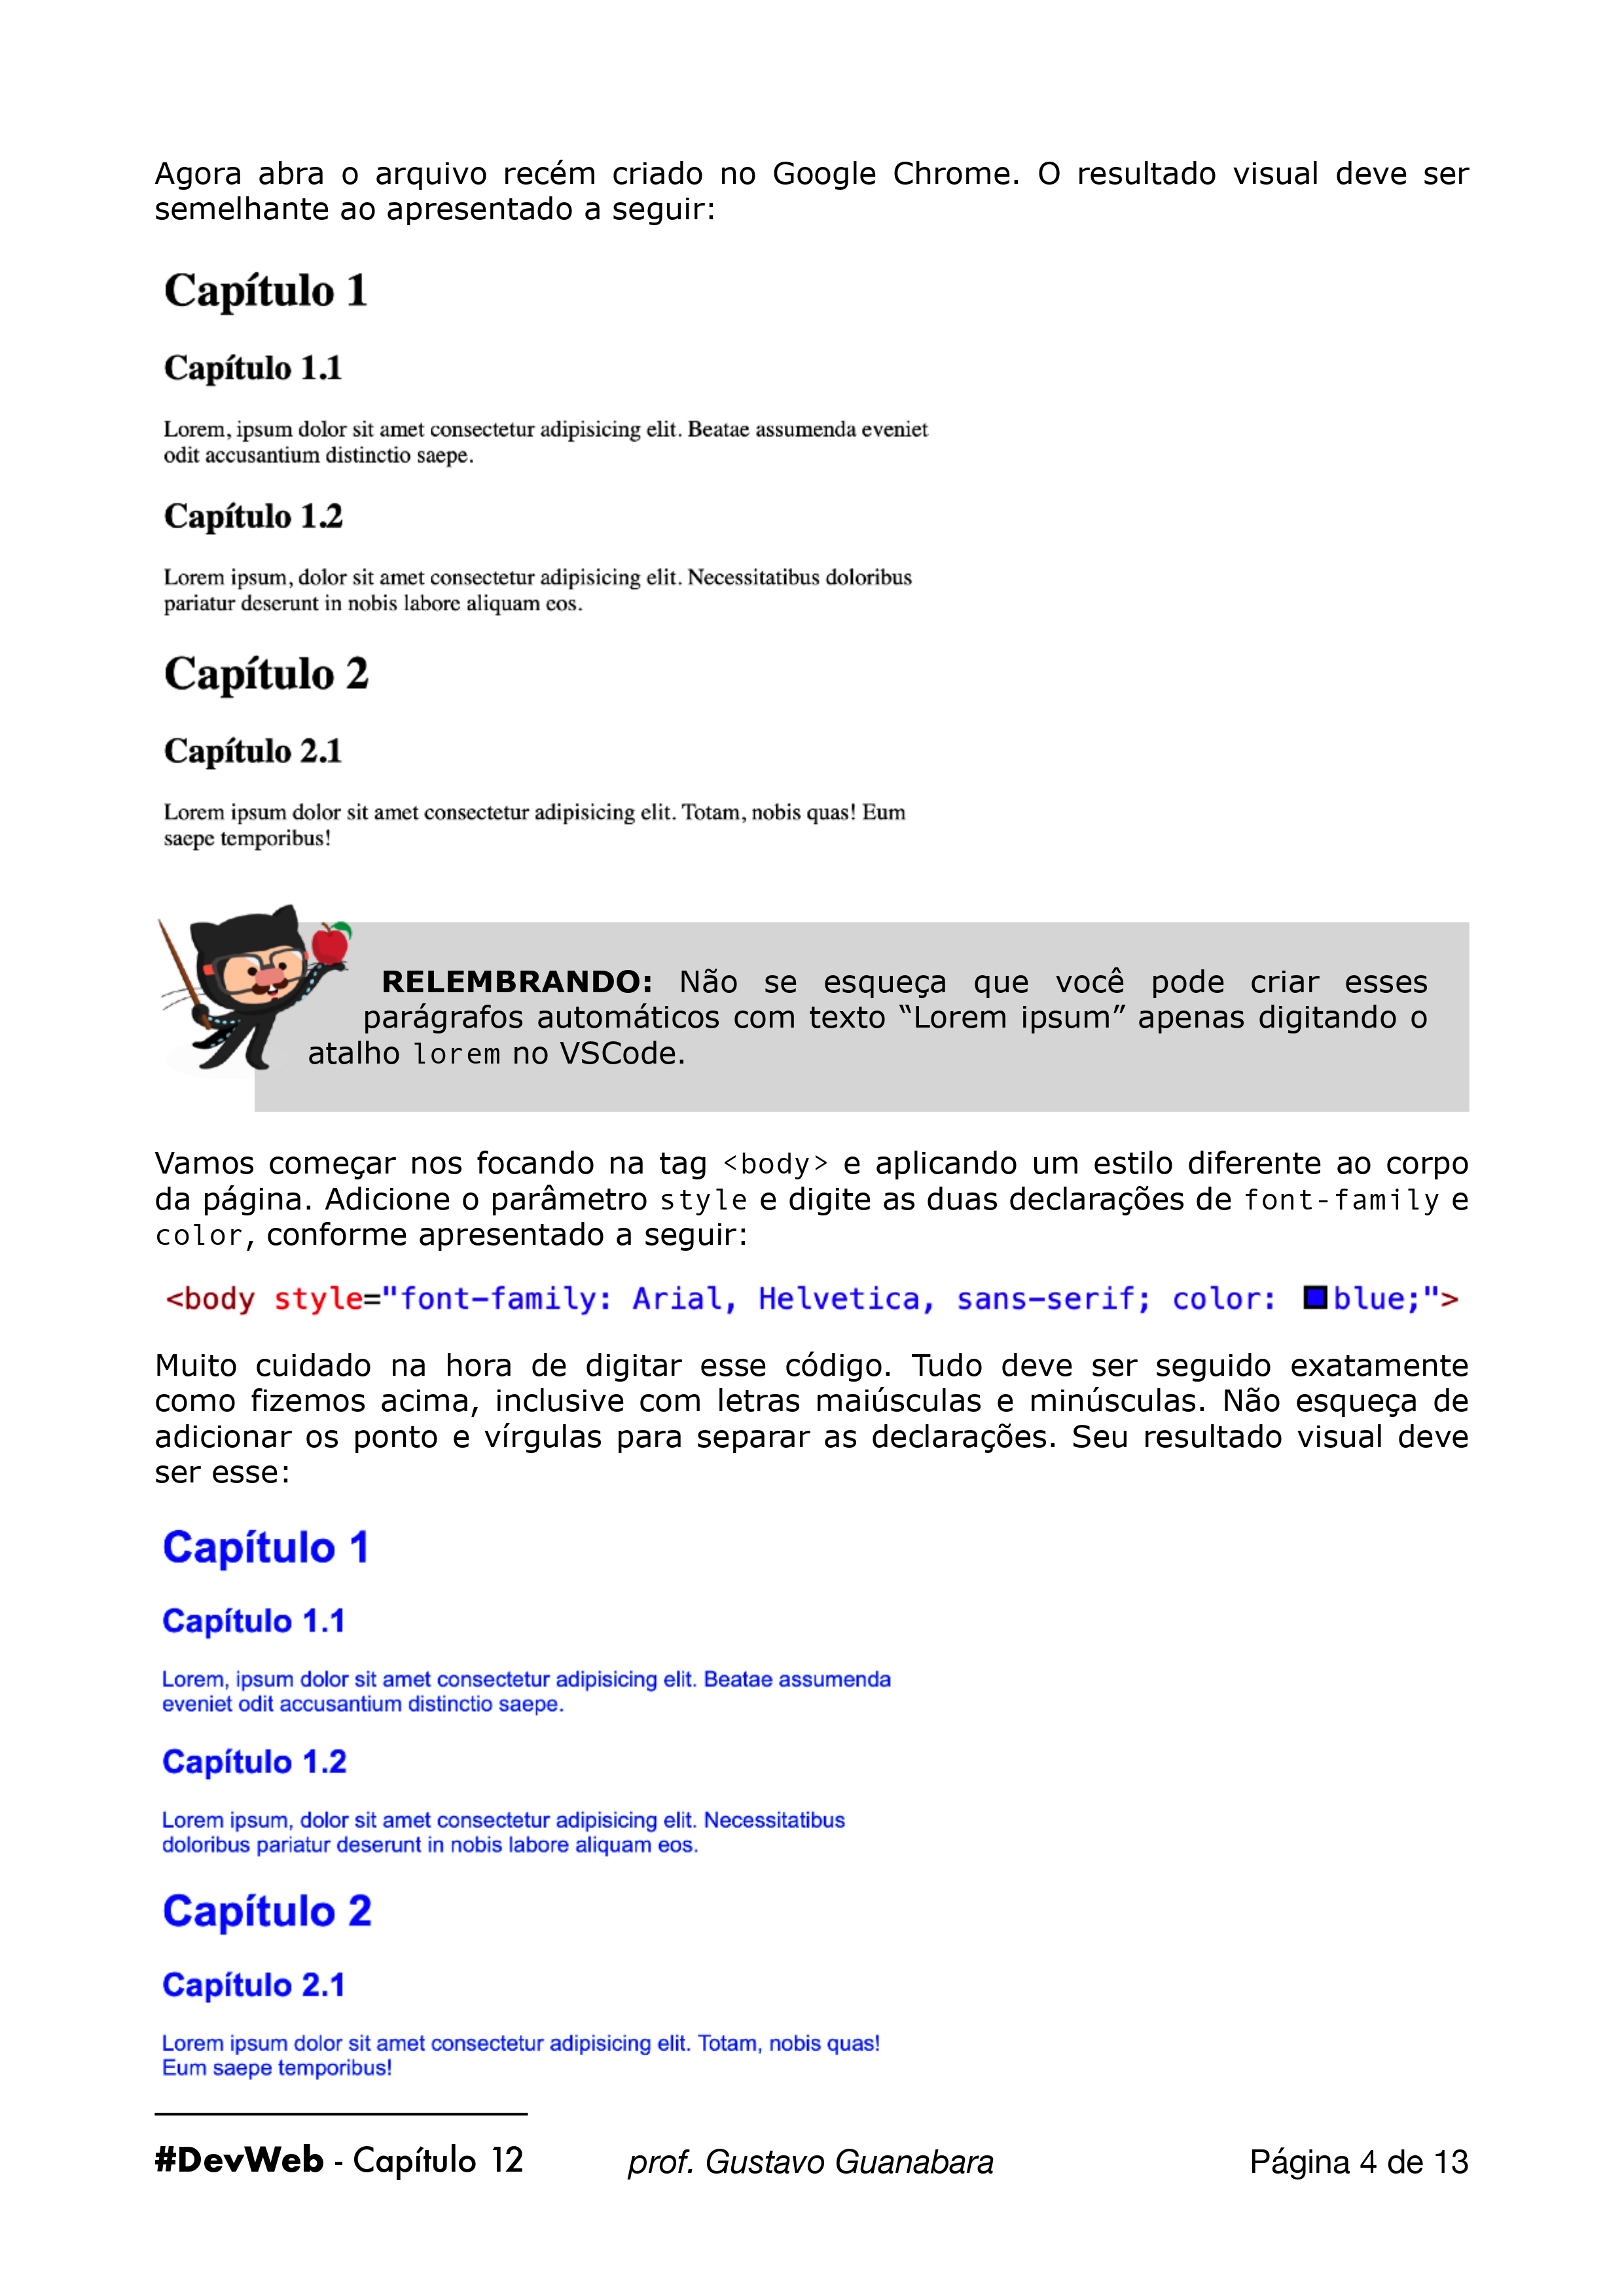 Agora abra o arquivo recém criado no Google Chrome. O resultado visual deve ser
semelhante ao apresentado a seguir:
Capítulo 1
Capítulo 1.1
Lorem, ipsum dolor sit amet consectetur adipisicing elit. Beatae assumenda eveniet
odit accusantium distinctio saepe.
Capítulo 1.2
Lorem ipsum, dolor sit amet consectetur adipisicing elit. Necessitatibus doloribus
pariatur deserunt in nobis labore aliquam eos.
Capítulo 2
Capítulo 2.1
Lorem ipsum dolor sit amet consectetur adipisicing elit. Totam, nobis quas! Eum
saepe temporibus!
RELEMBRANDO: Não se esqueça que você pode criar esses
parágrafos automáticos com texto “Lorem ipsum” apenas digitando o
atalho lorem no VSCode.
Vamos começar nos focando na tag <body> e aplicando um estilo diferente ao corpo
da página. Adicione o parâmetro style e digite as duas declarações de font-family e
color, conforme apresentado a seguir:
<body style="font-family: Arial, Helvetica, sans-serif; color: blue;">
Muito cuidado na hora de digitar esse código. Tudo deve ser seguido exatamente
como fizemos acima, inclusive com letras maiúsculas e minúsculas. Não esqueça de
adicionar os ponto e vírgulas para separar as declarações. Seu resultado visual deve
ser esse:
Capítulo 1
Capítulo 1.1
Lorem, ipsum dolor sit amet consectetur adipisicing elit. Beatae assumenda
eveniet odit accusantium distinctio saepe.
Capítulo 1.2
Lorem ipsum, dolor sit amet consectetur adipisicing elit. Necessitatibus
doloribus pariatur deserunt in nobis labore aliquam eos.
Capítulo 2
Capítulo 2.1
Lorem ipsum dolor sit amet consectetur adipisicing elit. Totam, nobis quas!
Eum saepe temporibus!
#DevWeb - Capítulo 12 prof. Gustavo Guanabara Página 4 de 13